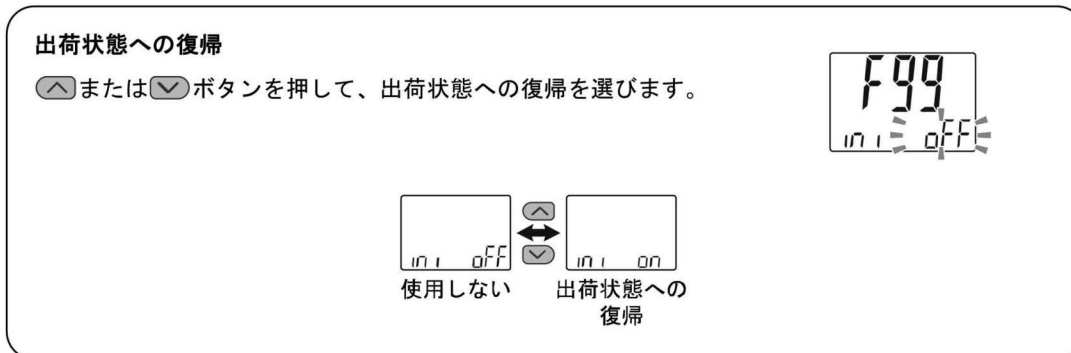 出荷状態への復帰
または ボタンを押して、出荷状態への復帰を選びます。
F99
ini oFF
ini oFF
ini on
使用しない
出荷状態への
復帰